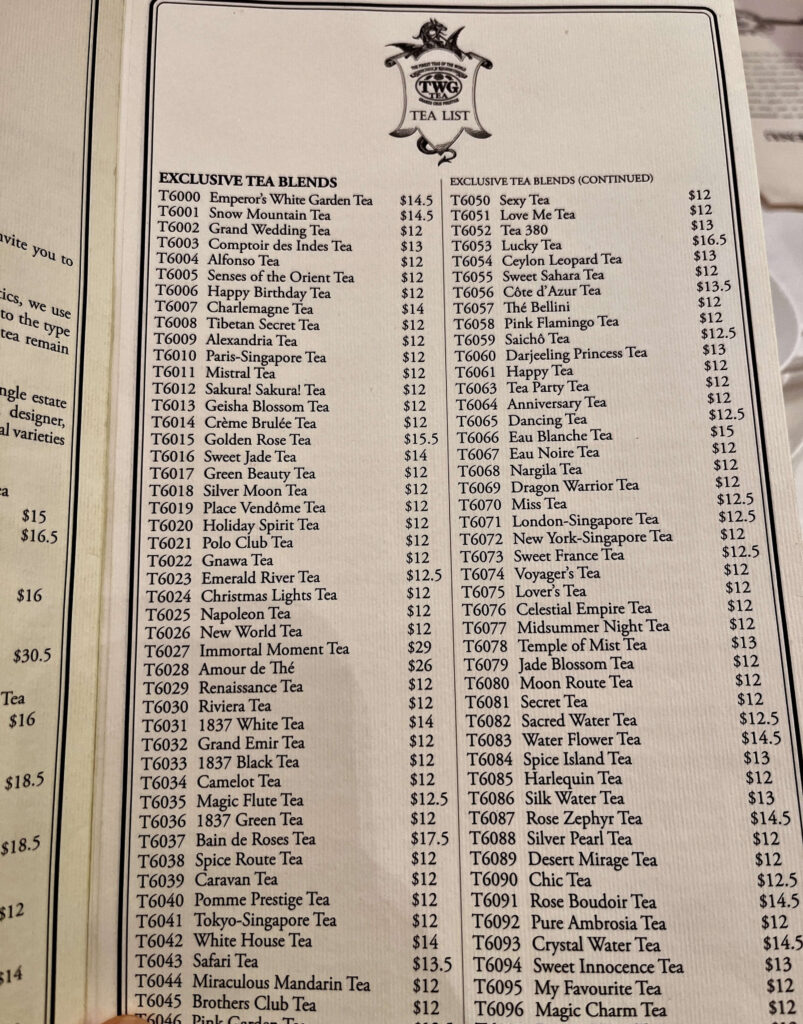 vite you to
ics, we use
to the type
tea remain
ngle estate
designer,
al varieties
$15
$16.5
$16
$30.5
Tea
$16
$18.5
$18.5
$12
$14
TWG
TEA
TEA LIST
EXCLUSIVE TEA BLENDS
T6000 Emperor's White Garden Tea $14.5
T6001 Snow Mountain Tea $14.5
T6002 Grand Wedding Tea $12
T6003 Comptoir des Indes Tea $13
T6004 Alfonso Tea $12
T6005 Senses of the Orient Tea $12
T6006 Happy Birthday Tea $12
T6007 Charlemagne Tea $14
T6008 Tibetan Secret Tea $12
T6009 Alexandria Tea $12
T6010 Paris-Singapore Tea $12
T6011 Mistral Tea $12
T6012 Sakura! Sakura! Tea $12
T6013 Geisha Blossom Tea $12
T6014 Crème Brulée Tea $12
T6015 Golden Rose Tea $15.5
T6016 Sweet Jade Tea $14
T6017 Green Beauty Tea $12
T6018 Silver Moon Tea $12
T6019 Place Vendôme Tea $12
T6020 Holiday Spirit Tea $12
T6021 Polo Club Tea $12
T6022 Gnawa Tea $12
T6023 Emerald River Tea $12.5
T6024 Christmas Lights Tea $12
T6025 Napoleon Tea $12
T6026 New World Tea $12
T6027 Immortal Moment Tea $29
T6028 Amour de Thé $26
T6029 Renaissance Tea $12
T6030 Riviera Tea $12
T6031 1837 White Tea $14
T6032 Grand Emir Tea $12
T6033 1837 Black Tea $12
T6034 Camelot Tea $12
T6035 Magic Flute Tea $12.5
T6036 1837 Green Tea $12
T6037 Bain de Roses Tea $17.5
T6038 Spice Route Tea $12
T6039 Caravan Tea $12
T6040 Pomme Prestige Tea $12
T6041 Tokyo-Singapore Tea $12
T6042 White House Tea $14
T6043 Safari Tea $13.5
T6044 Miraculous Mandarin Tea $12
T6045 Brothers Club Tea $12
T6046 Pink Garden Tea
EXCLUSIVE TEA BLENDS (CONTINUED)
T6050 Sexy Tea $12
T6051 Love Me Tea $12
T6052 Tea 380 $13
T6053 Lucky Tea $16.5
T6054 Ceylon Leopard Tea $13
T6055 Sweet Sahara Tea $12
T6056 Côte d'Azur Tea $13.5
T6057 Thé Bellini $12
T6058 Pink Flamingo Tea $12
T6059 Saichô Tea $12.5
T6060 Darjeeling Princess Tea $13
T6061 Happy Tea $12
T6063 Tea Party Tea $12
T6064 Anniversary Tea $12
T6065 Dancing Tea $12.5
T6066 Eau Blanche Tea $15
T6067 Eau Noire Tea $12
T6068 Nargila Tea $12
T6069 Dragon Warrior Tea $12
T6070 Miss Tea $12.5
T6071 London-Singapore Tea $12.5
T6072 New York-Singapore Tea $12
T6073 Sweet France Tea $12.5
T6074 Voyager's Tea $12
T6075 Lover's Tea $12
T6076 Celestial Empire Tea $12
T6077 Midsummer Night Tea $12
T6078 Temple of Mist Tea $13
T6079 Jade Blossom Tea $12
T6080 Moon Route Tea $12
T6081 Secret Tea $12
T6082 Sacred Water Tea $12.5
T6083 Water Flower Tea $14.5
T6084 Spice Island Tea $13
T6085 Harlequin Tea $12
T6086 Silk Water Tea $13
T6087 Rose Zephyr Tea $14.5
T6088 Silver Pearl Tea $12
T6089 Desert Mirage Tea $12
T6090 Chic Tea $12.5
T6091 Rose Boudoir Tea $14.5
T6092 Pure Ambrosia Tea $12
T6093 Crystal Water Tea $14.5
T6094 Sweet Innocence Tea $13
T6095 My Favourite Tea $12
T6096 Magic Charm Tea $12